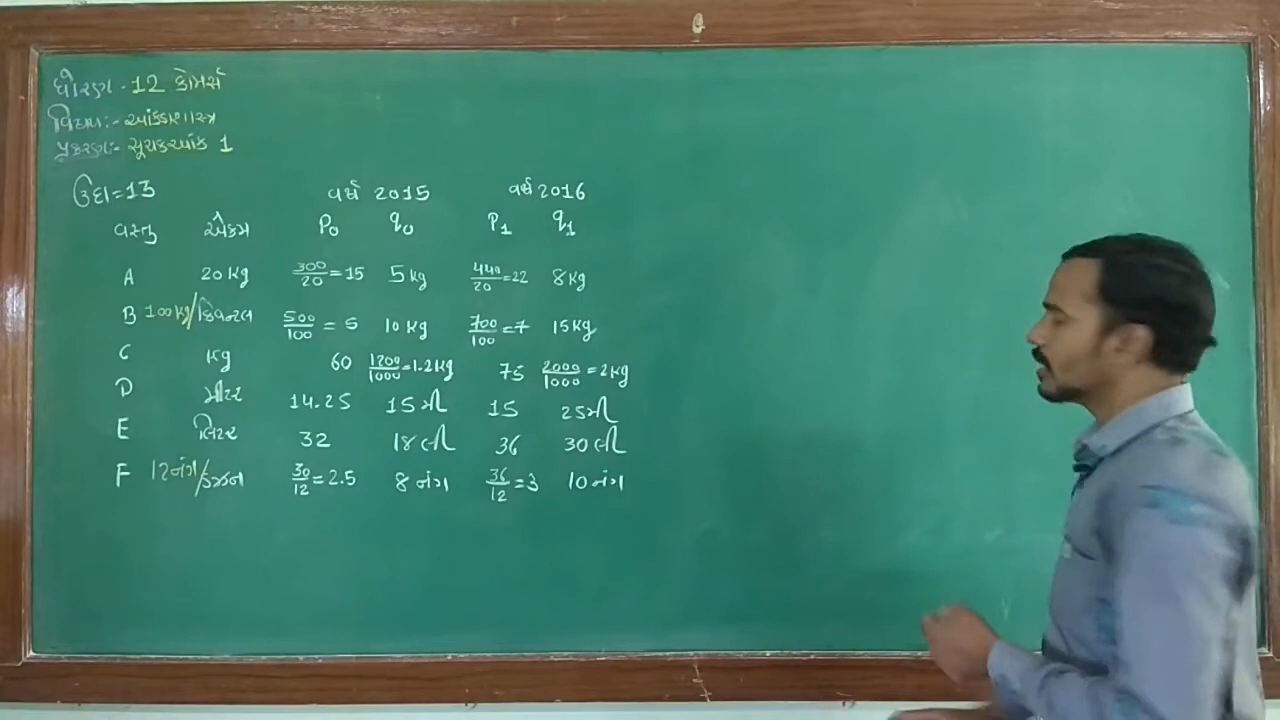 ધોરણ - 12 કોમર્સ
વિષય:- આંકડાશાસ્ત્ર
પ્રકરણ:- સૂચકઆંક 1
ઉદા=13 વર્ષ 2015 વર્ષ 2016
વસ્તુ એકમ P₀ q₀ P₁ q₁
A 20 kg 300/20 = 15 5 kg 440/20 = 22 8 kg
B 100 kg/ક્વિન્ટલ 500/100 = 5 10 kg 700/100 = 7 15 kg
C kg 60 1200/1000 = 1.2 kg 75 2000/1000 = 2 kg
D મીટર 14.25 15 મી 15 25 મી
E લિટર 32 18 લી 36 30 લી
F 12 નંગ/ડઝન 30/12 = 2.5 8 નંગ 36/12 = 3 10 નંગ